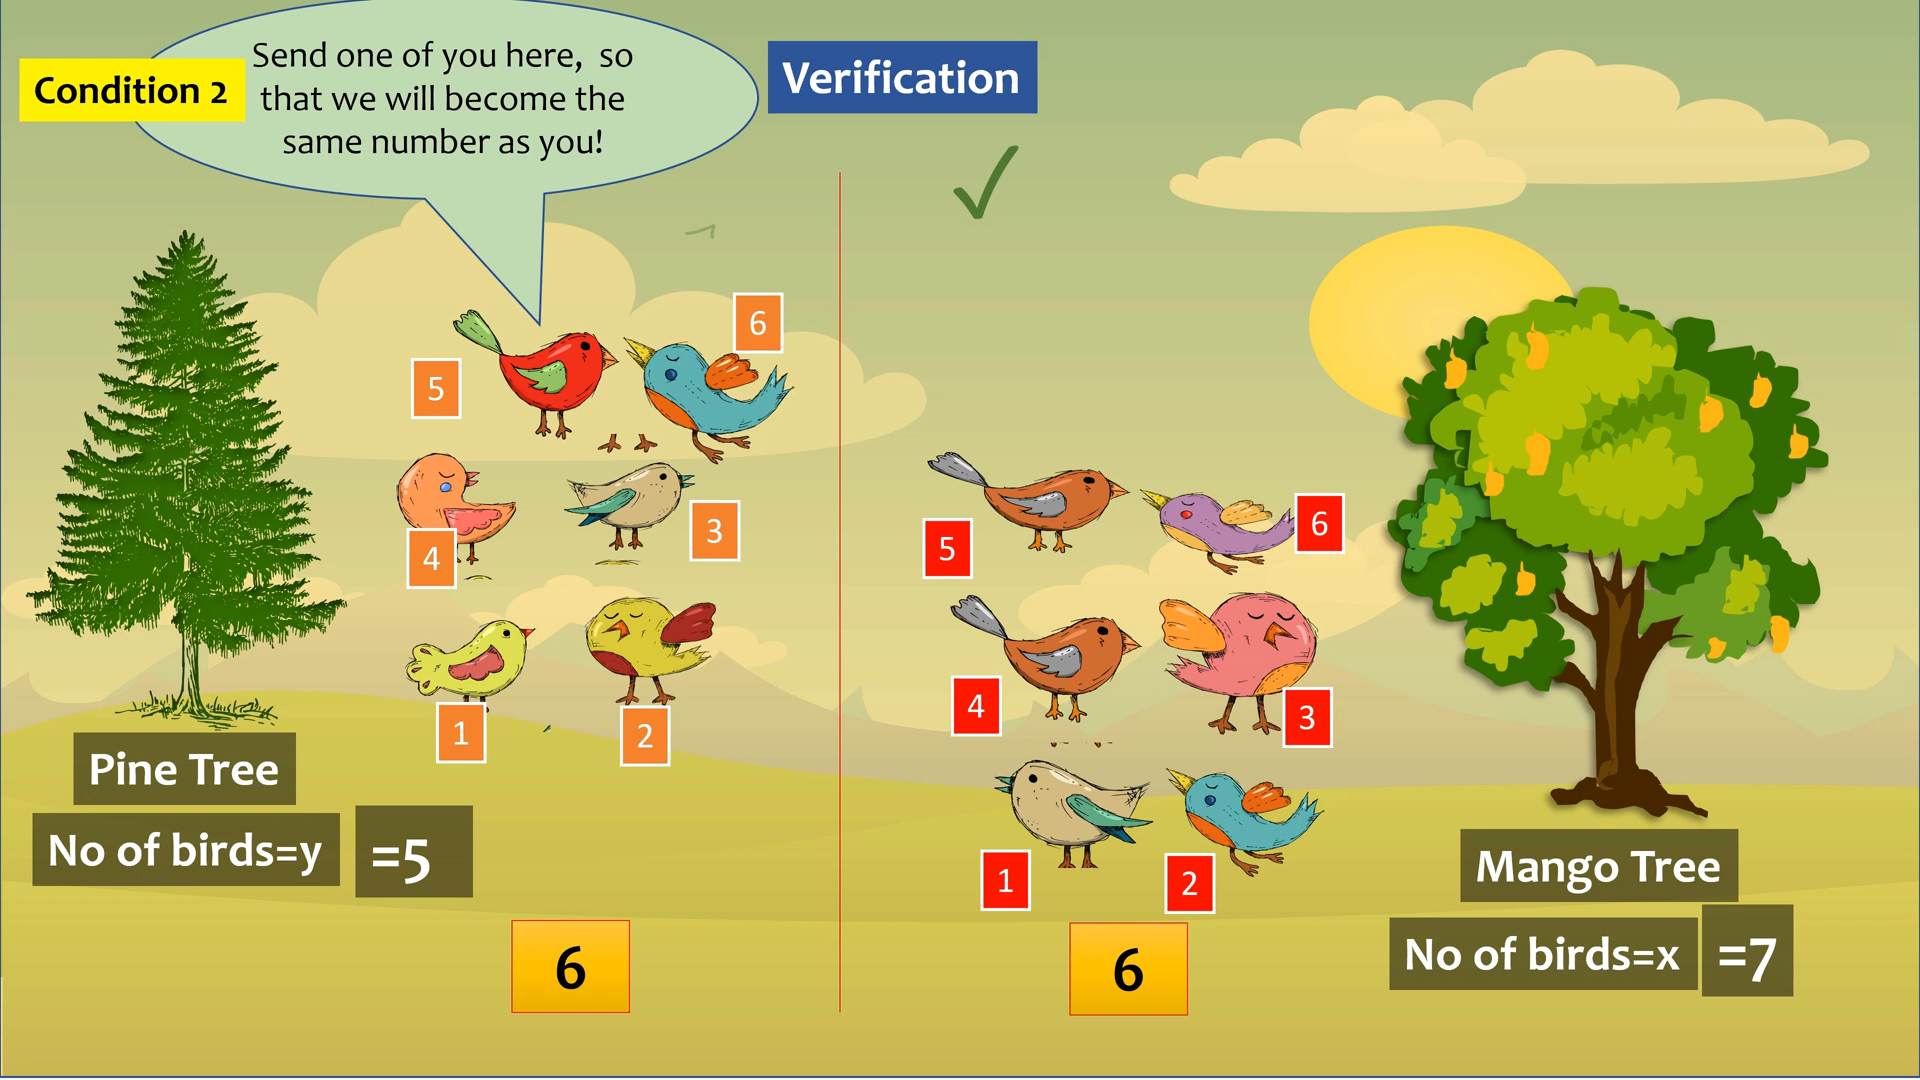 Condition 2
Send one of you here, so
that we will become the
same number as you!
Verification
5
6
4
3
1
2
5
6
4
3
1
2
Pine Tree
No of birds=y
=5
6
6
Mango Tree
No of birds=x
=7